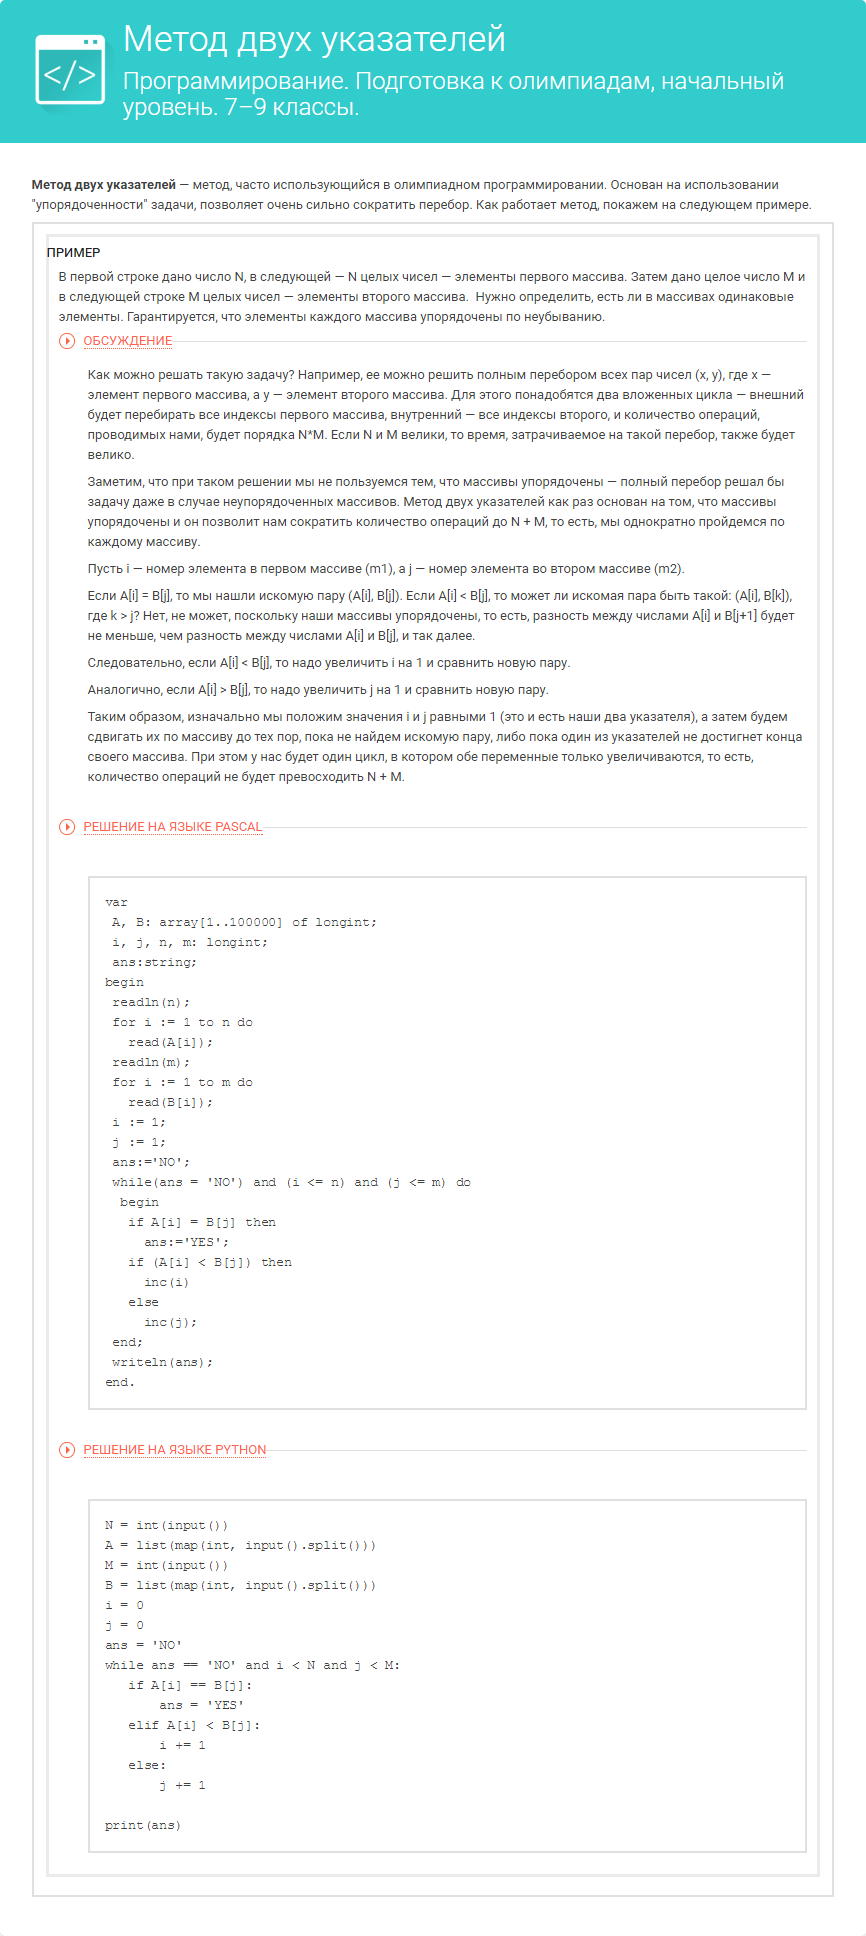 </>
Метод двух указателей
Программирование. Подготовка к олимпиадам, начальный
уровень. 7–9 классы.
Метод двух указателей — метод, часто использующийся в олимпиадном программировании. Основан на использовании
"упорядоченности" задачи, позволяет очень сильно сократить перебор. Как работает метод, покажем на следующем примере.
ПРИМЕР
В первой строке дано число N, в следующей — N целых чисел — элементы первого массива. Затем дано целое число M и
в следующей строке M целых чисел — элементы второго массива.  Нужно определить, есть ли в массивах одинаковые
элементы. Гарантируется, что элементы каждого массива упорядочены по неубыванию.
ОБСУЖДЕНИЕ
Как можно решать такую задачу? Например, ее можно решить полным перебором всех пар чисел (x, y), где x —
элемент первого массива, а y — элемент второго массива. Для этого понадобятся два вложенных цикла — внешний
будет перебирать все индексы первого массива, внутренний — все индексы второго, и количество операций,
проводимых нами, будет порядка N*M. Если N и M велики, то время, затрачиваемое на такой перебор, также будет
велико.
Заметим, что при таком решении мы не пользуемся тем, что массивы упорядочены — полный перебор решал бы
задачу даже в случае неупорядоченных массивов. Метод двух указателей как раз основан на том, что массивы
упорядочены и он позволит нам сократить количество операций до N + M, то есть, мы однократно пройдемся по
каждому массиву.
Пусть i — номер элемента в первом массиве (m1), а j — номер элемента во втором массиве (m2).
Если A[i] = B[j], то мы нашли искомую пару (A[i], B[j]). Если A[i] < B[j], то может ли искомая пара быть такой: (A[i], B[k]),
где k > j? Нет, не может, поскольку наши массивы упорядочены, то есть, разность между числами A[i] и B[j+1] будет
не меньше, чем разность между числами A[i] и B[j], и так далее.
Следовательно, если A[i] < B[j], то надо увеличить i на 1 и сравнить новую пару.
Аналогично, если A[i] > B[j], то надо увеличить j на 1 и сравнить новую пару.
Таким образом, изначально мы положим значения i и j равными 1 (это и есть наши два указателя), а затем будем
сдвигать их по массиву до тех пор, пока не найдем искомую пару, либо пока один из указателей не достигнет конца
своего массива. При этом у нас будет один цикл, в котором обе переменные только увеличиваются, то есть,
количество операций не будет превосходить N + M.
РЕШЕНИЕ НА ЯЗЫКЕ PASCAL
var
 A, B: array[1..100000] of longint;
 i, j, n, m: longint;
 ans:string;
begin
 readln(n);
 for i := 1 to n do
   read(A[i]);
 readln(m);
 for i := 1 to m do
   read(B[i]);
 i := 1;
 j := 1;
 ans:='NO';
 while(ans = 'NO') and (i <= n) and (j <= m) do
  begin
   if A[i] = B[j] then
     ans:='YES';
   if (A[i] < B[j]) then
     inc(i)
   else
     inc(j);
 end;
 writeln(ans);
end.
РЕШЕНИЕ НА ЯЗЫКЕ PYTHON
N = int(input())
A = list(map(int, input().split()))
M = int(input())
B = list(map(int, input().split()))
i = 0
j = 0
ans = 'NO'
while ans == 'NO' and i < N and j < M:
   if A[i] == B[j]:
       ans = 'YES'
   elif A[i] < B[j]:
       i += 1
   else:
       j += 1
print(ans)